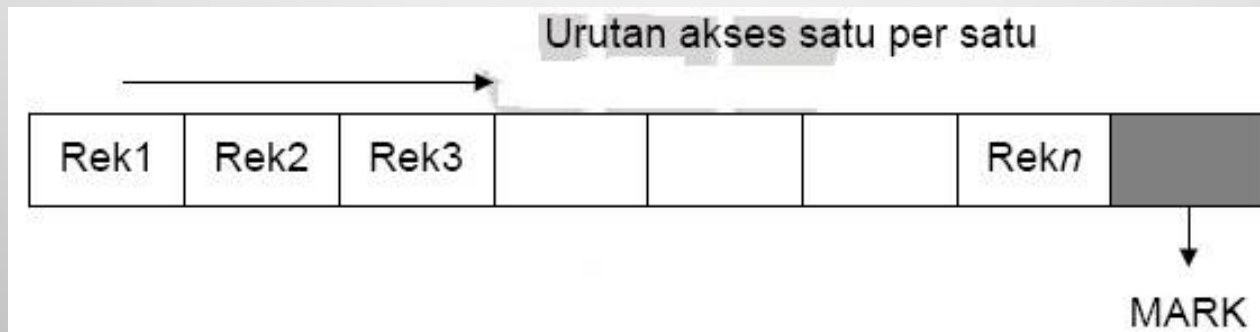 Urutan akses satu per satu
Rek1 Rek2 Rek3 Rekn
MARK